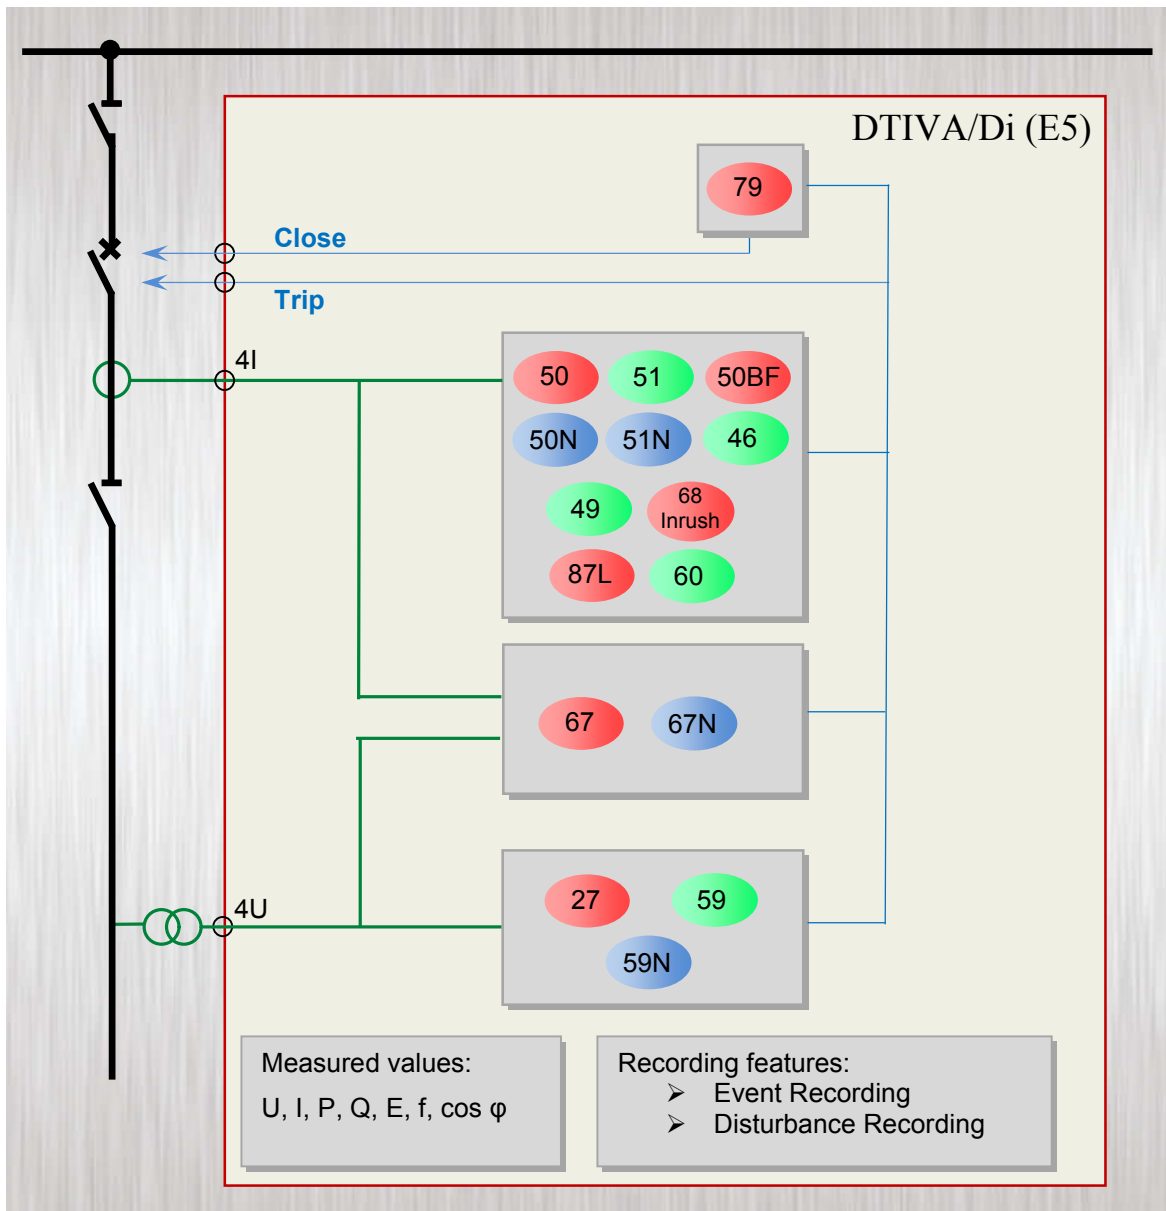 DTIVA/Di (E5)
79
Close
Trip
4I
50 51 50BF
50N 51N 46
49 68
Inrush
87L 60
67 67N
4U
27 59
59N
Measured values:
U, I, P, Q, E, f, cos φ
Recording features:
➢ Event Recording
➢ Disturbance Recording